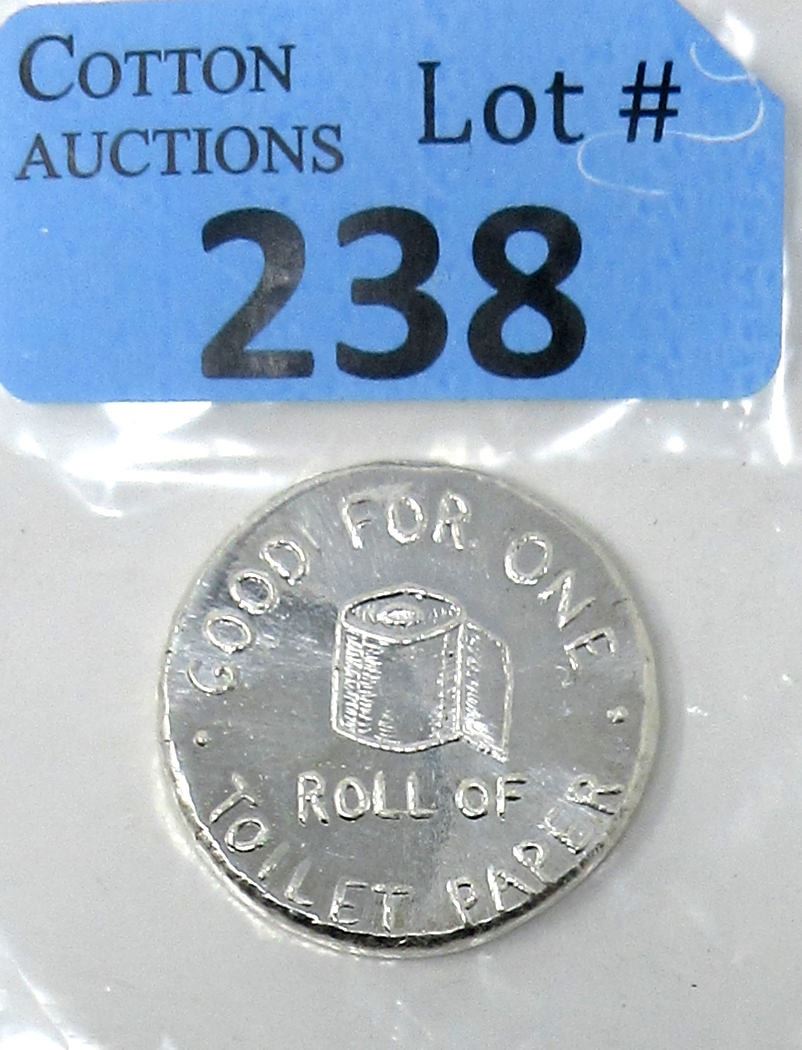 COTTON
AUCTIONS
Lot #
238
GOOD FOR ONE
ROLL OF
TOILET PAPER